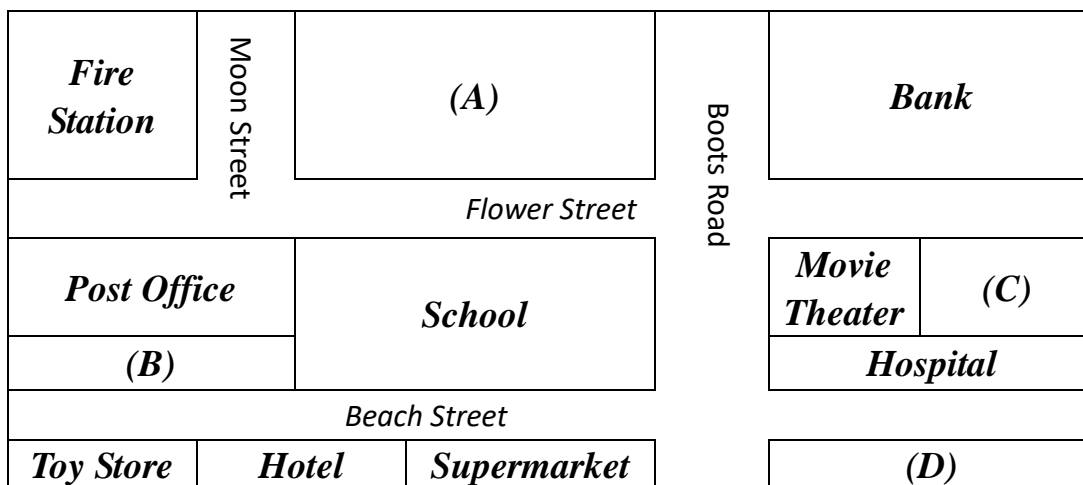 Fire
Station
Moon Street
(A)
Boots Road
Bank
Flower Street
Post Office
School
Movie
Theater
(C)
(B)
Hospital
Beach Street
Toy Store
Hotel
Supermarket
(D)